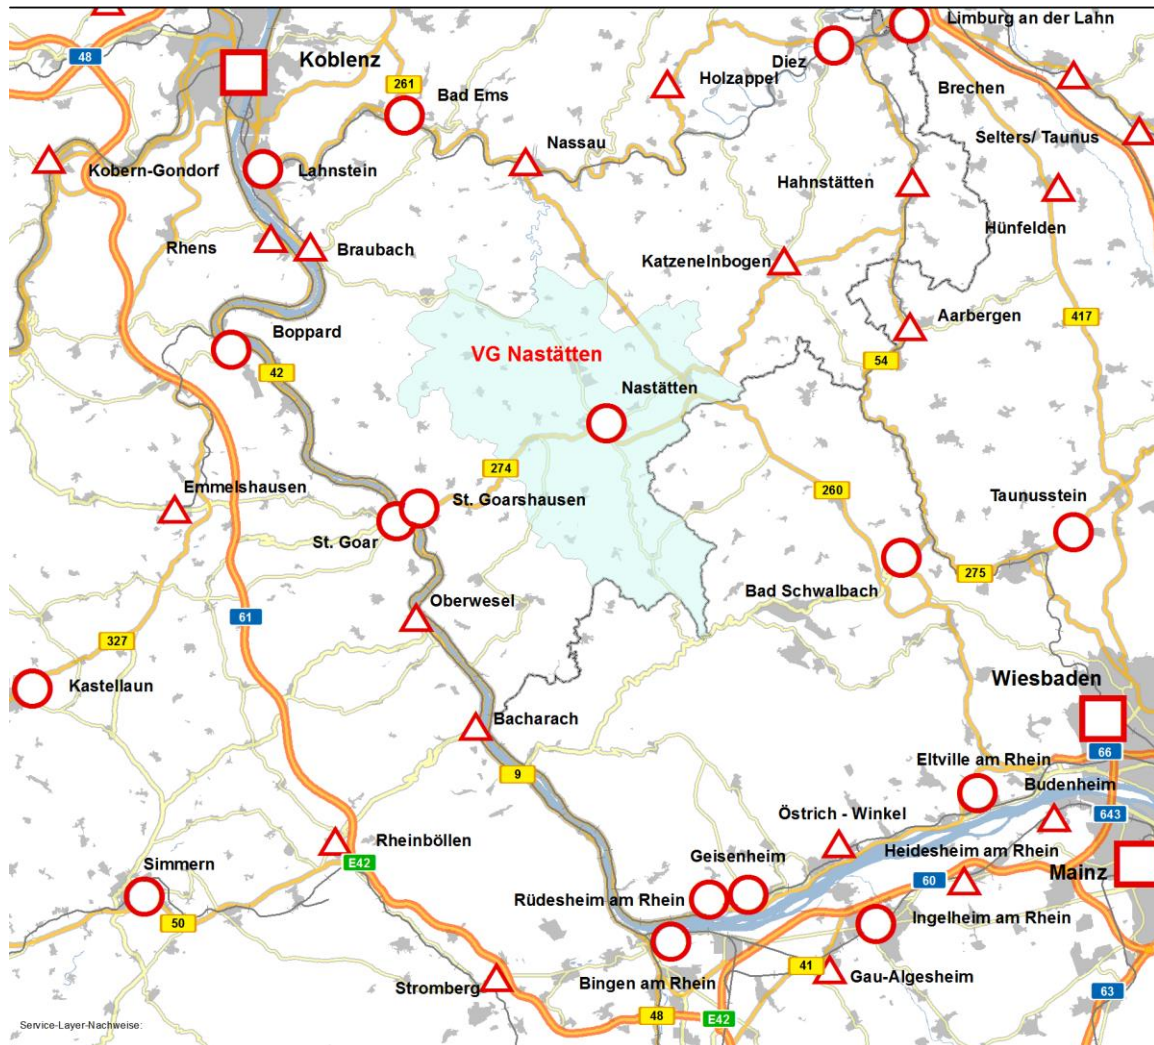 Limburg an der Lahn
48
Koblenz
Diez
261
Holzappel
Bad Ems
Brechen
Selters/ Taunus
Nassau
Kobern-Gondorf
Lahnstein
Hahnstätten
Hünfelden
Rhens
Braubach
Katzenelnbogen
Aarbergen
417
Boppard
VG Nastätten
54
42
Nastätten
274
Emmelshausen
260
Taunusstein
St. Goarshausen
St. Goar
275
Bad Schwalbach
Oberwesel
61
327
Kastellaun
Wiesbaden
Bacharach
66
Eltville am Rhein
9
Budenheim
Östrich - Winkel
643
Rheinböllen
Heidesheim am Rhein
Geisenheim
Simmern
E42
Mainz
60
Rüdesheim am Rhein
50
Ingelheim am Rhein
41
Bingen am Rhein
Gau-Algesheim
Stromberg
63
48
E42
Service-Layer-Nachweise: